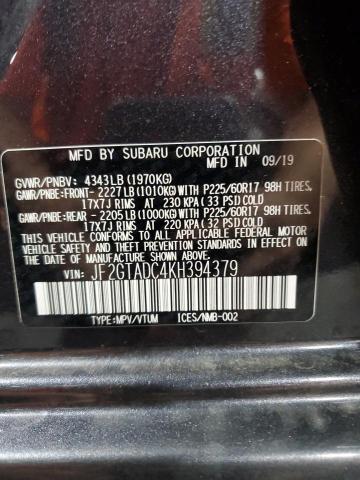 MFD. BY SUBARU CORPORATION
IN 09/19
GVWR/PNBV: 4343LB (1970KG)
GAWR/PNBE:FRONT- 2227LB(1010KG)WITH P225/60R17 98H TIRES,
17X7J RIMS AT 230 KPA(33 PSI)COLD
GAWR/PNBE:REAR - 2205LB(1000KG)WITH P225/60R17 98H TIRES,
17X7J RIMS AT 220 KPA(32 PSI)COLD
THIS VEHICLE CONFORMS TO ALL APPLICABLE
FEDERAL MOTOR VEHICLE SAFETY, BUMPER, AND
THEFT PREVENTION STANDARDS IN EFFECT ON THE
DATE OF MANUFACTURE SHOWN ABOVE.
VIN: JF2GTADC4KH394379
TYPE:MPV/VTUM ICES/NMB-002